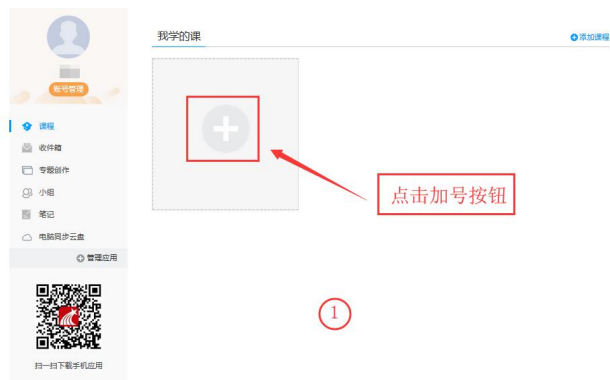 账号管理
课程
收件箱
专题创作
小组
笔记
电脑同步云盘
管理应用
扫一扫下载手机应用
我学的课
添加课程
点击加号按钮
1